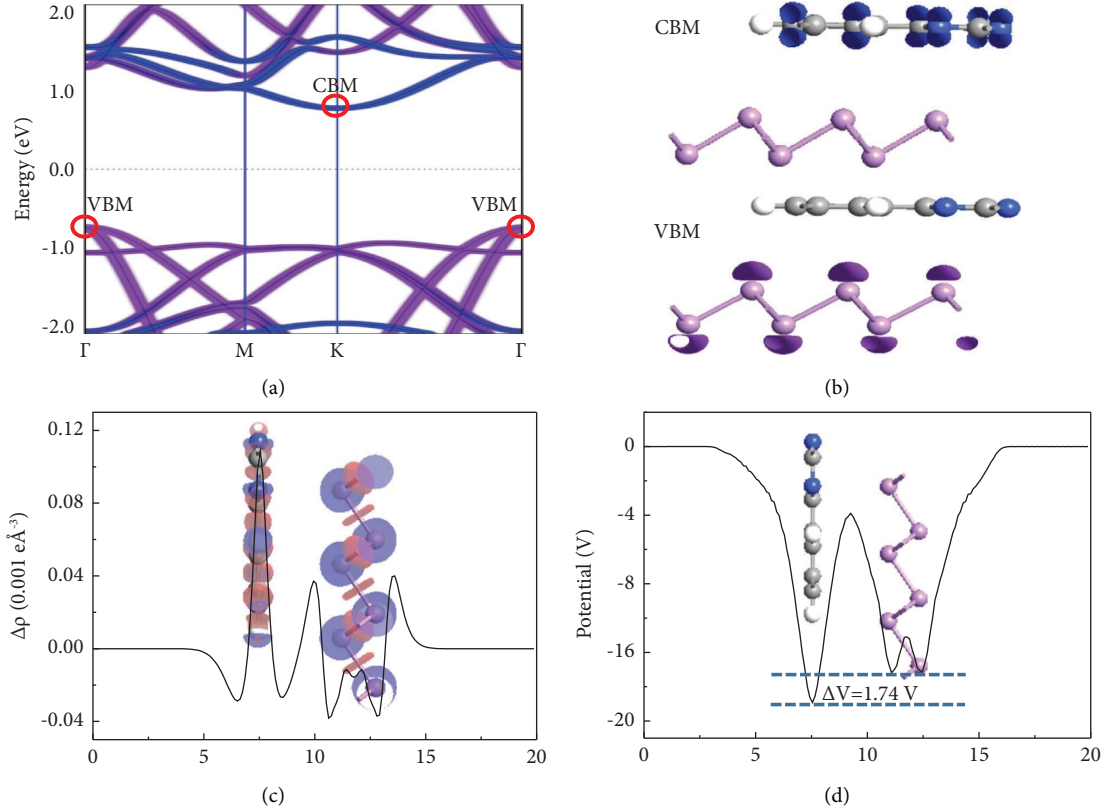 2.0
1.0
0.0
-1.0
-2.0
Energy (eV)
CBM
VBM
VBM
Γ
M
K
Γ
(a)
CBM
VBM
(b)
0.12
0.08
0.04
0.00
-0.04
Δρ (0.001 eÅ⁻³)
0
5
10
15
20
(c)
0
-4
-8
-12
-16
-20
Potential (V)
ΔV=1.74 V
0
5
10
15
20
(d)